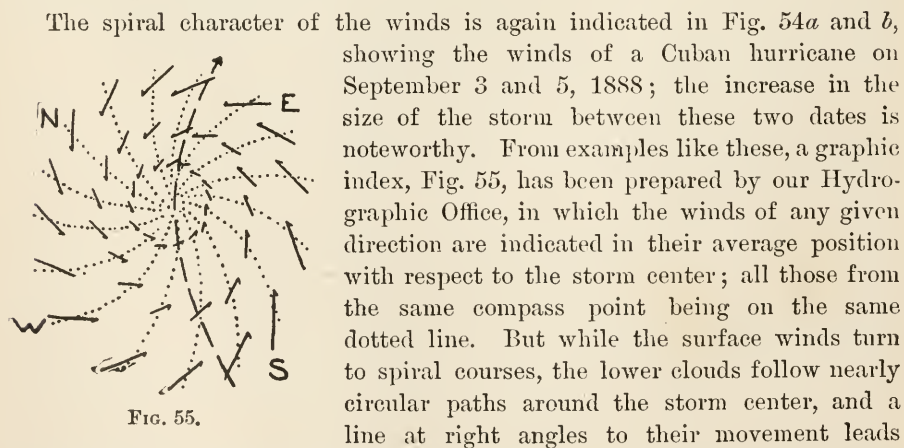 The spiral character of the winds is again indicated in Fig. 54a and b,
showing the winds of a Cuban hurricane on
September 3 and 5, 1888; the increase in the
size of the storm between these two dates is
noteworthy. From examples like these, a graphic
index, Fig. 55, has been prepared by our Hydro-
graphic Office, in which the winds of any given
direction are indicated in their average position
with respect to the storm center; all those from
the same compass point being on the same
dotted line. But while the surface winds turn
to spiral courses, the lower clouds follow nearly
circular paths around the storm center, and a
line at right angles to their movement leads
N
E
W
S
Fig. 55.